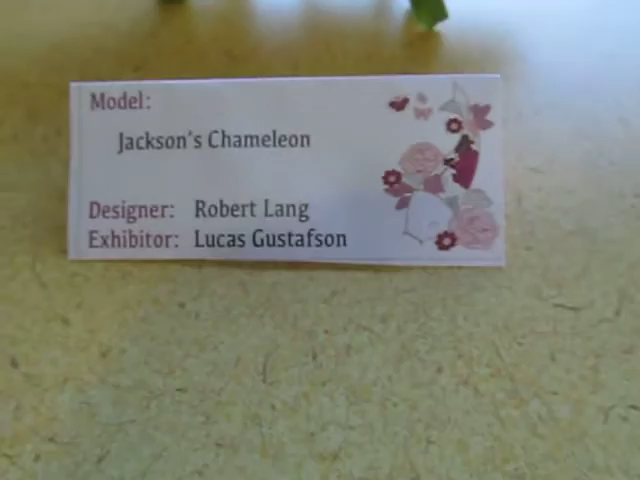 Model:
Jackson's Chameleon
Designer: Robert Lang
Exhibitor: Lucas Gustafson